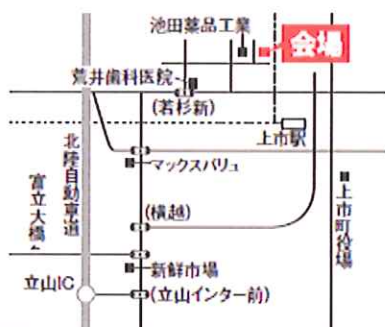 池田薬品工業
会場
荒井歯科医院
(若杉新)
上市駅
北陸自動車道
マックスバリュ
富立大橋
(横越)
上市町役場
新鮮市場
立山IC
(立山インター前)